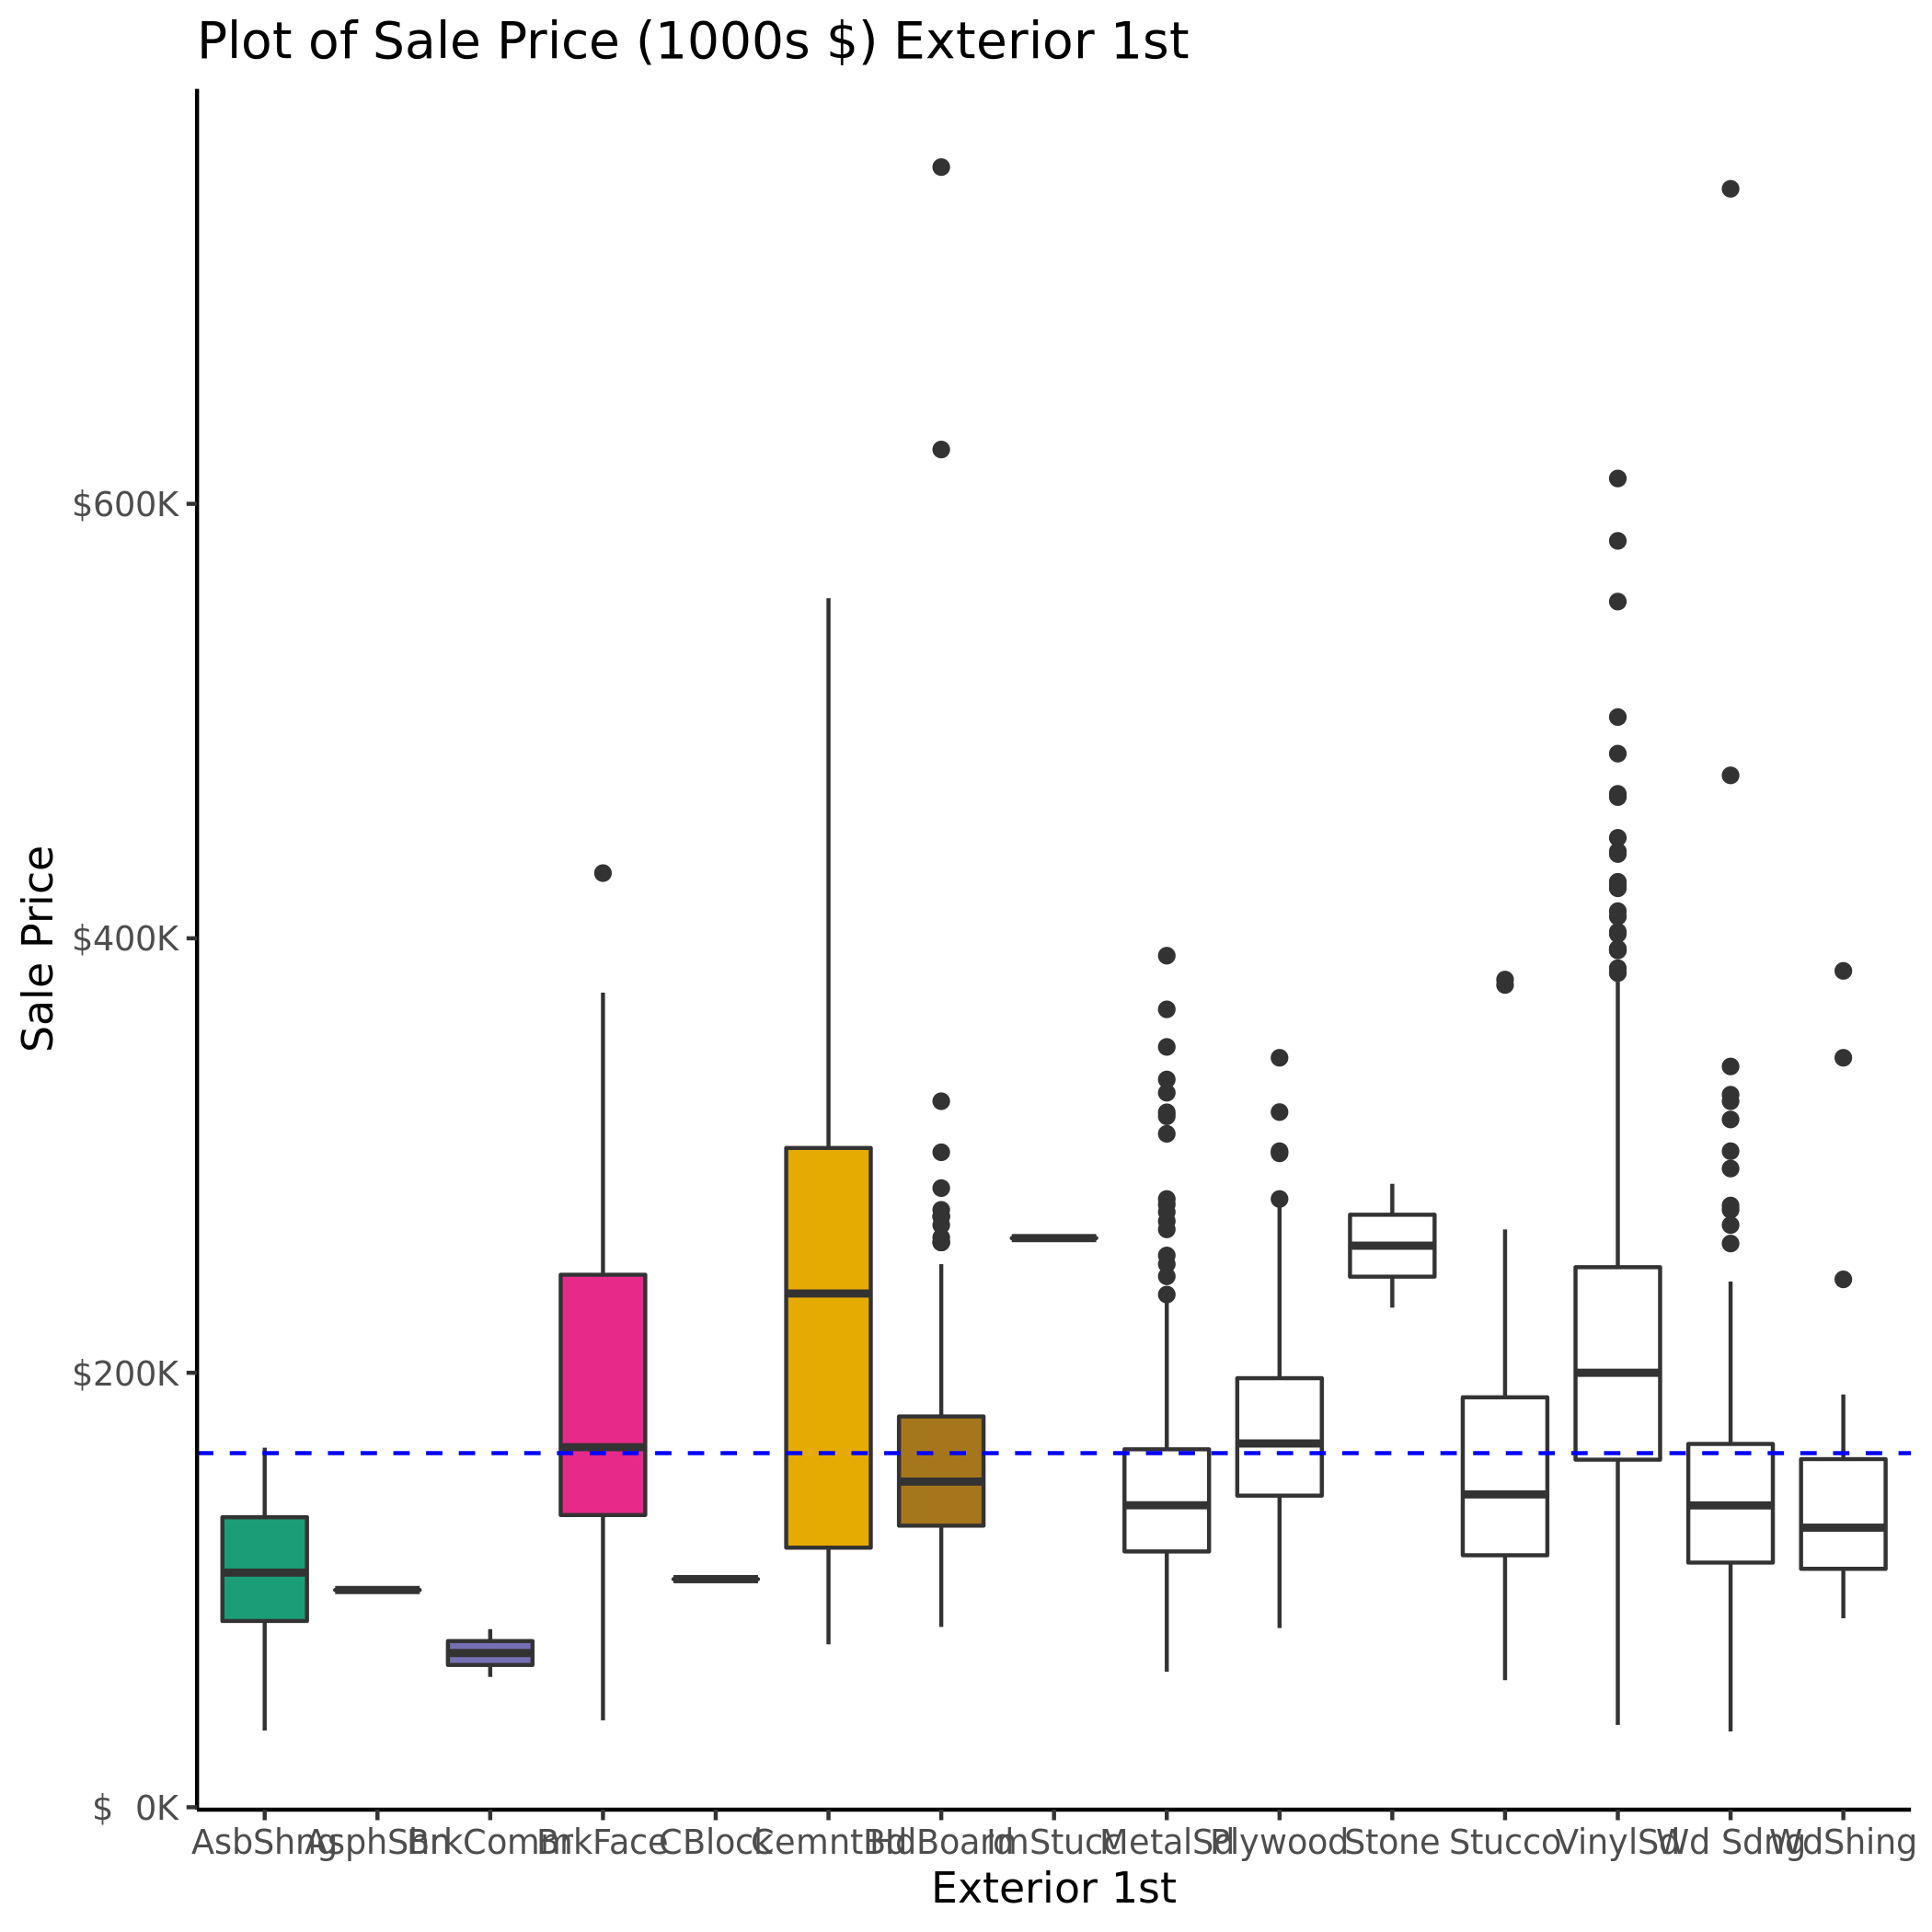 Plot of Sale Price (1000s $) Exterior 1st
Sale Price
$600K
$400K
$200K
$  0K
AsbShng AsphShn BrkComm BrkFace CBlock CemntBd HdBoard ImStucc MetalSd Plywood Stone Stucco VinylSd Wd Sdng WdShing
Exterior 1st